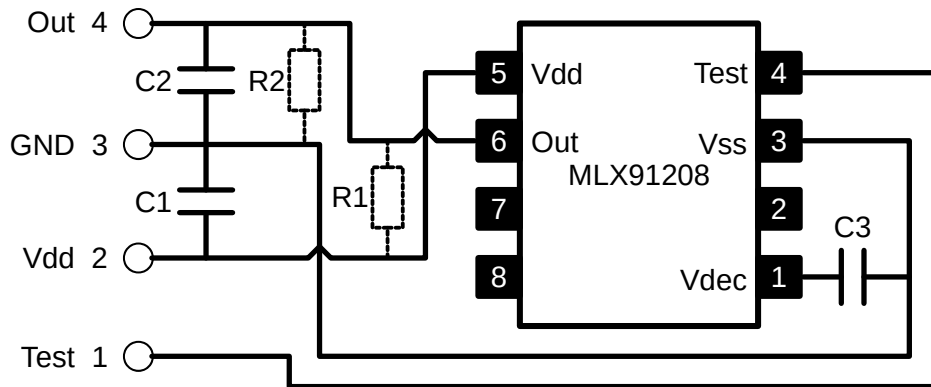 Out 4
C2
R2
5 Vdd
Test 4
GND 3
6 Out
Vss 3
MLX91208
C1
R1
7
2
Vdd 2
8
Vdec 1
C3
Test 1